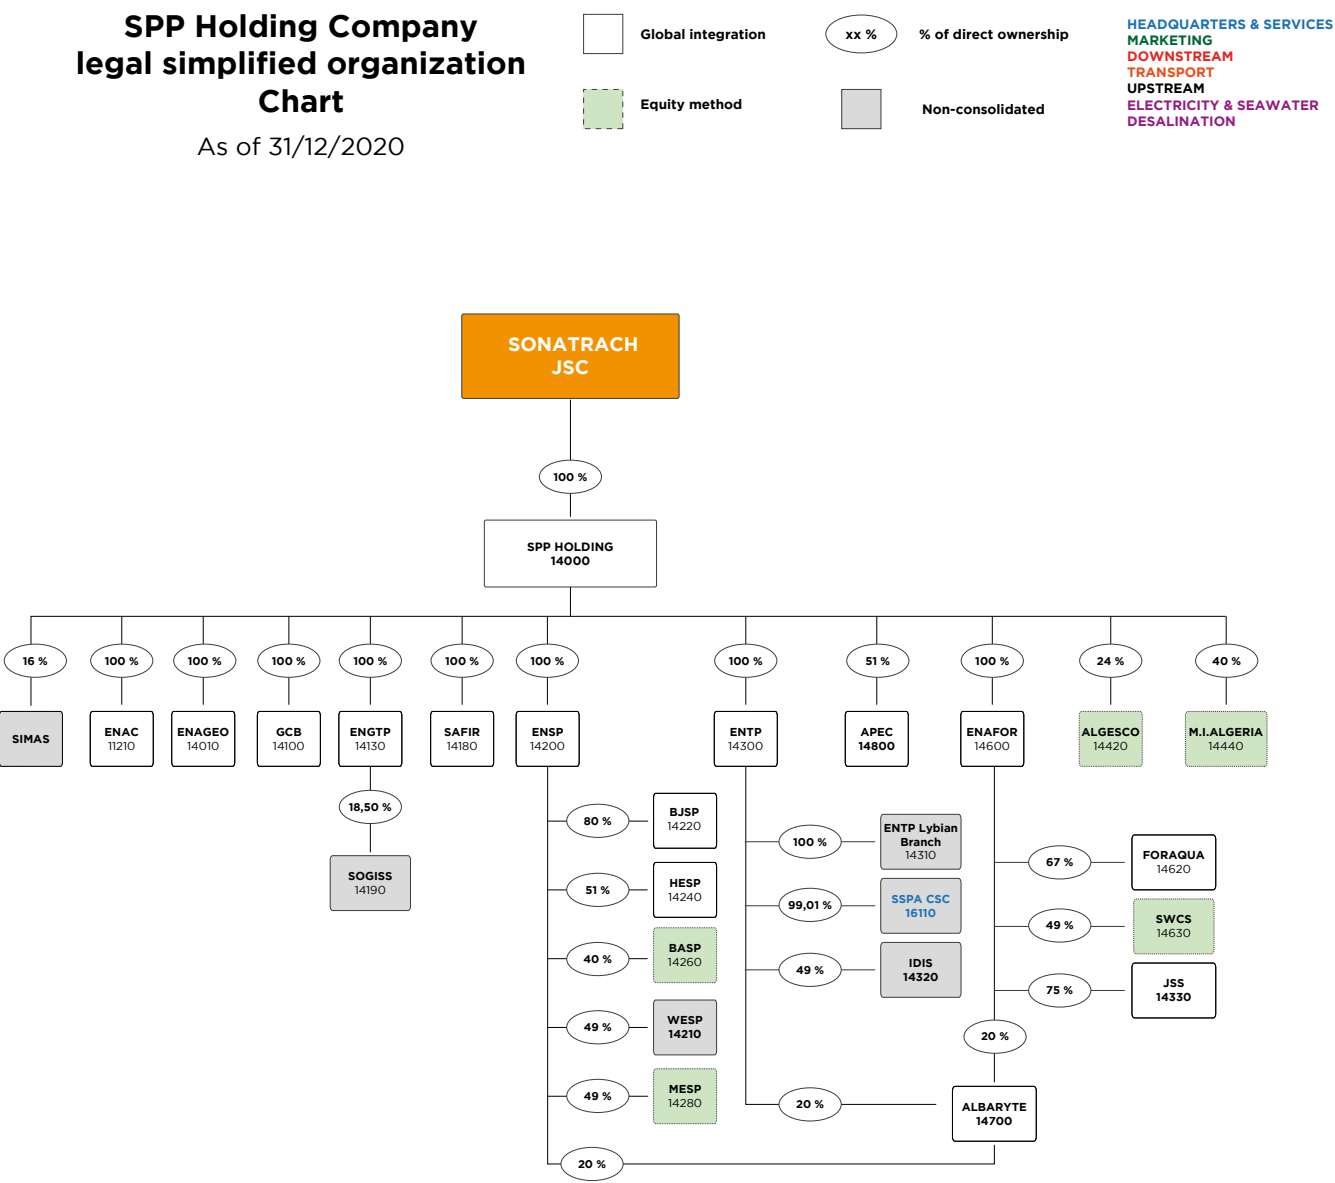 SPP Holding Company
legal simplified organization
Chart
As of 31/12/2020
Global integration
xx %
% of direct ownership
Equity method
Non-consolidated
HEADQUARTERS & SERVICES
MARKETING
DOWNSTREAM
TRANSPORT
UPSTREAM
ELECTRICITY & SEAWATER
DESALINATION
SONATRACH
JSC
100 %
SPP HOLDING
14000
16 %
100 %
100 %
100 %
100 %
100 %
100 %
100 %
51 %
100 %
24 %
40 %
SIMAS
ENAC
11210
ENAGEO
14010
GCB
14100
ENGTP
14130
SAFIR
14180
ENSP
14200
ENTP
14300
APEC
14800
ENAFOR
14600
ALGESCO
14420
M.I.ALGERIA
14440
18,50 %
SOGISS
14190
80 %
BJSP
14220
51 %
HESP
14240
40 %
BASP
14260
49 %
WESP
14210
49 %
MESP
14280
20 %
100 %
ENTP Lybian
Branch
14310
99,01 %
SSPA CSC
16110
49 %
IDIS
14320
20 %
67 %
FORAQUA
14620
49 %
SWCS
14630
75 %
JSS
14330
20 %
ALBARYTE
14700